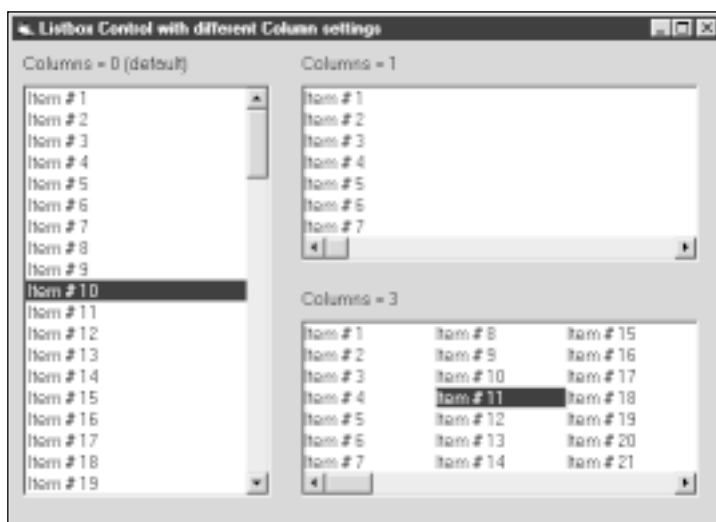 Listbox Control with different Column settings
Columns = 0 (default)
Item # 1
Item # 2
Item # 3
Item # 4
Item # 5
Item # 6
Item # 7
Item # 8
Item # 9
Item # 10
Item # 11
Item # 12
Item # 13
Item # 14
Item # 15
Item # 16
Item # 17
Item # 18
Item # 19
Columns = 1
Item # 1
Item # 2
Item # 3
Item # 4
Item # 5
Item # 6
Item # 7
Columns = 3
Item # 1 Item # 8 Item # 15
Item # 2 Item # 9 Item # 16
Item # 3 Item # 10 Item # 17
Item # 4 Item # 11 Item # 18
Item # 5 Item # 12 Item # 19
Item # 6 Item # 13 Item # 20
Item # 7 Item # 14 Item # 21